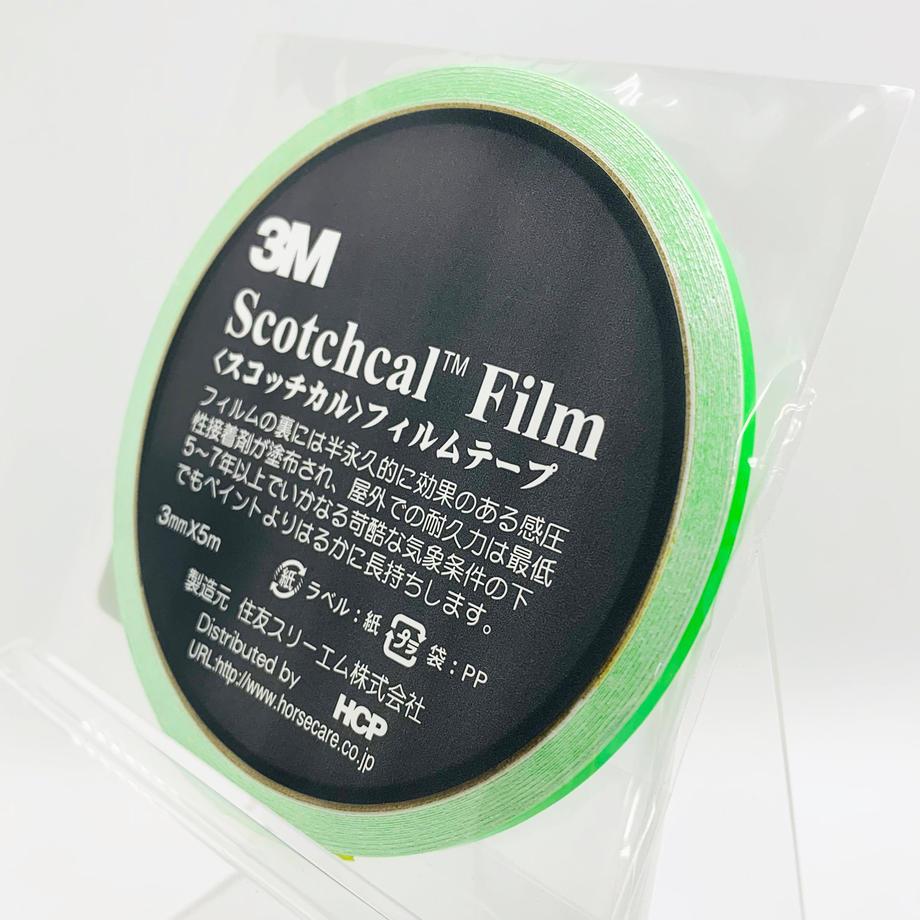 3M
Scotchcal™ Film
〈スコッチカル〉フィルムテープ
フィルムの裏には半永久的に効果のある感圧
性接着剤が塗布され、屋外での耐久力は最低
5〜7年以上でいかなる苛酷な気象条件の下
でもペイントよりはるかに長持ちします。
3mmX5m
紙 ラベル：紙 プラ 袋：PP
製造元 住友スリーエム株式会社
Distributed by HCP
URL:http://www.horsecare.co.jp